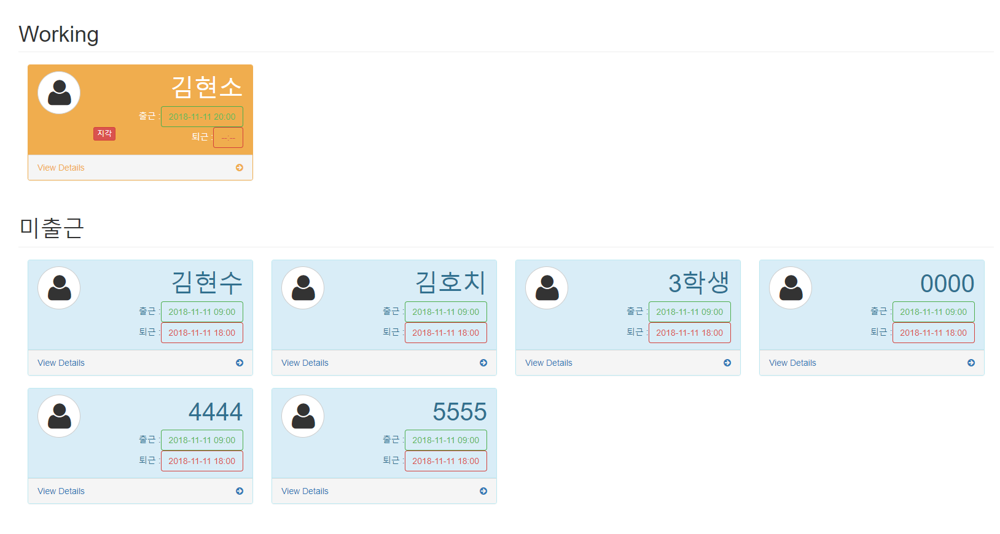 Working
김현소
출근 : 2018-11-11 20:00
지각 퇴근 : --:--
View Details
미출근
김현수
출근 : 2018-11-11 09:00
퇴근 : 2018-11-11 18:00
View Details
김호치
출근 : 2018-11-11 09:00
퇴근 : 2018-11-11 18:00
View Details
3학생
출근 : 2018-11-11 09:00
퇴근 : 2018-11-11 18:00
View Details
0000
출근 : 2018-11-11 09:00
퇴근 : 2018-11-11 18:00
View Details
4444
출근 : 2018-11-11 09:00
퇴근 : 2018-11-11 18:00
View Details
5555
출근 : 2018-11-11 09:00
퇴근 : 2018-11-11 18:00
View Details